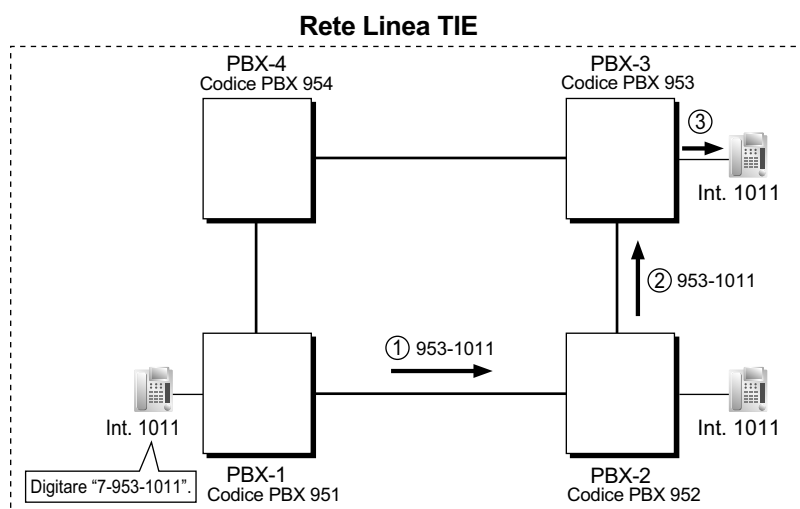 Rete Linea TIE
PBX-4
Codice PBX 954
PBX-3
Codice PBX 953
③
Int. 1011
② 953-1011
① 953-1011
Int. 1011
Int. 1011
Digitare “7-953-1011”.
PBX-1
Codice PBX 951
PBX-2
Codice PBX 952